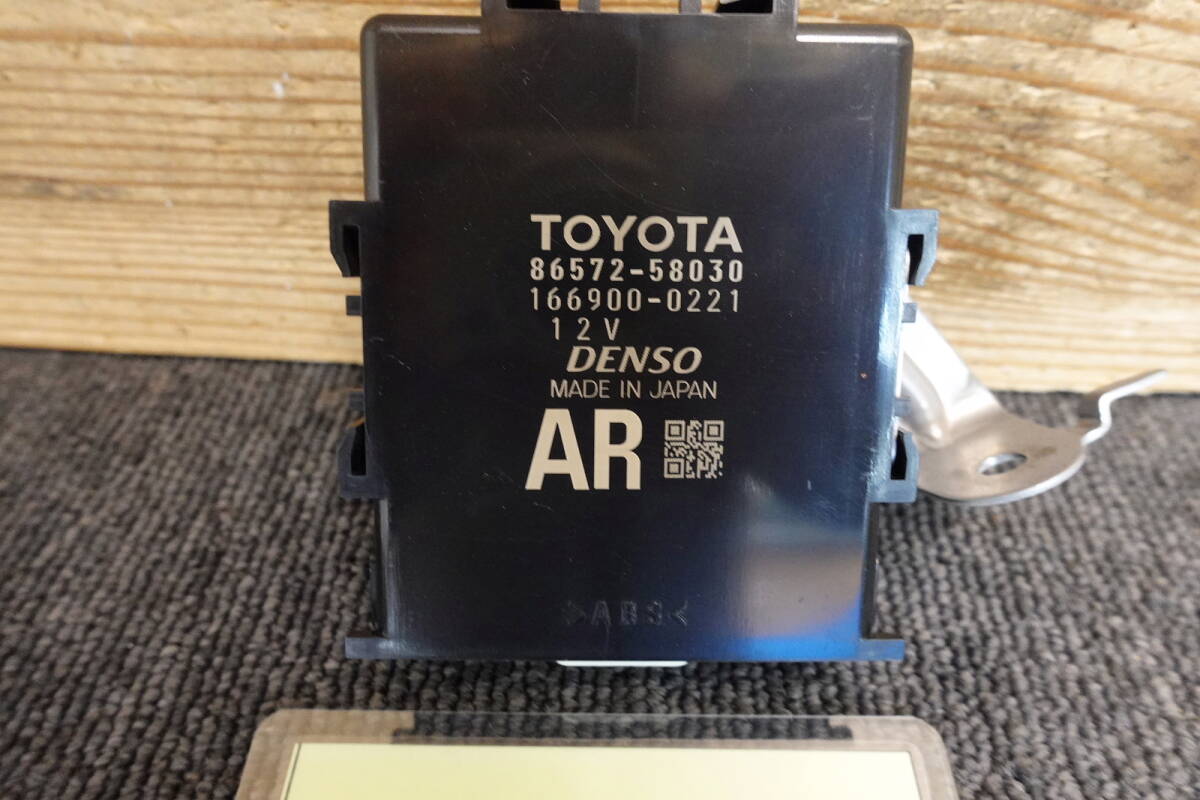 TOYOTA
86572-58030
166900-0221
12V
DENSO
MADE IN JAPAN
AR
>ABS<